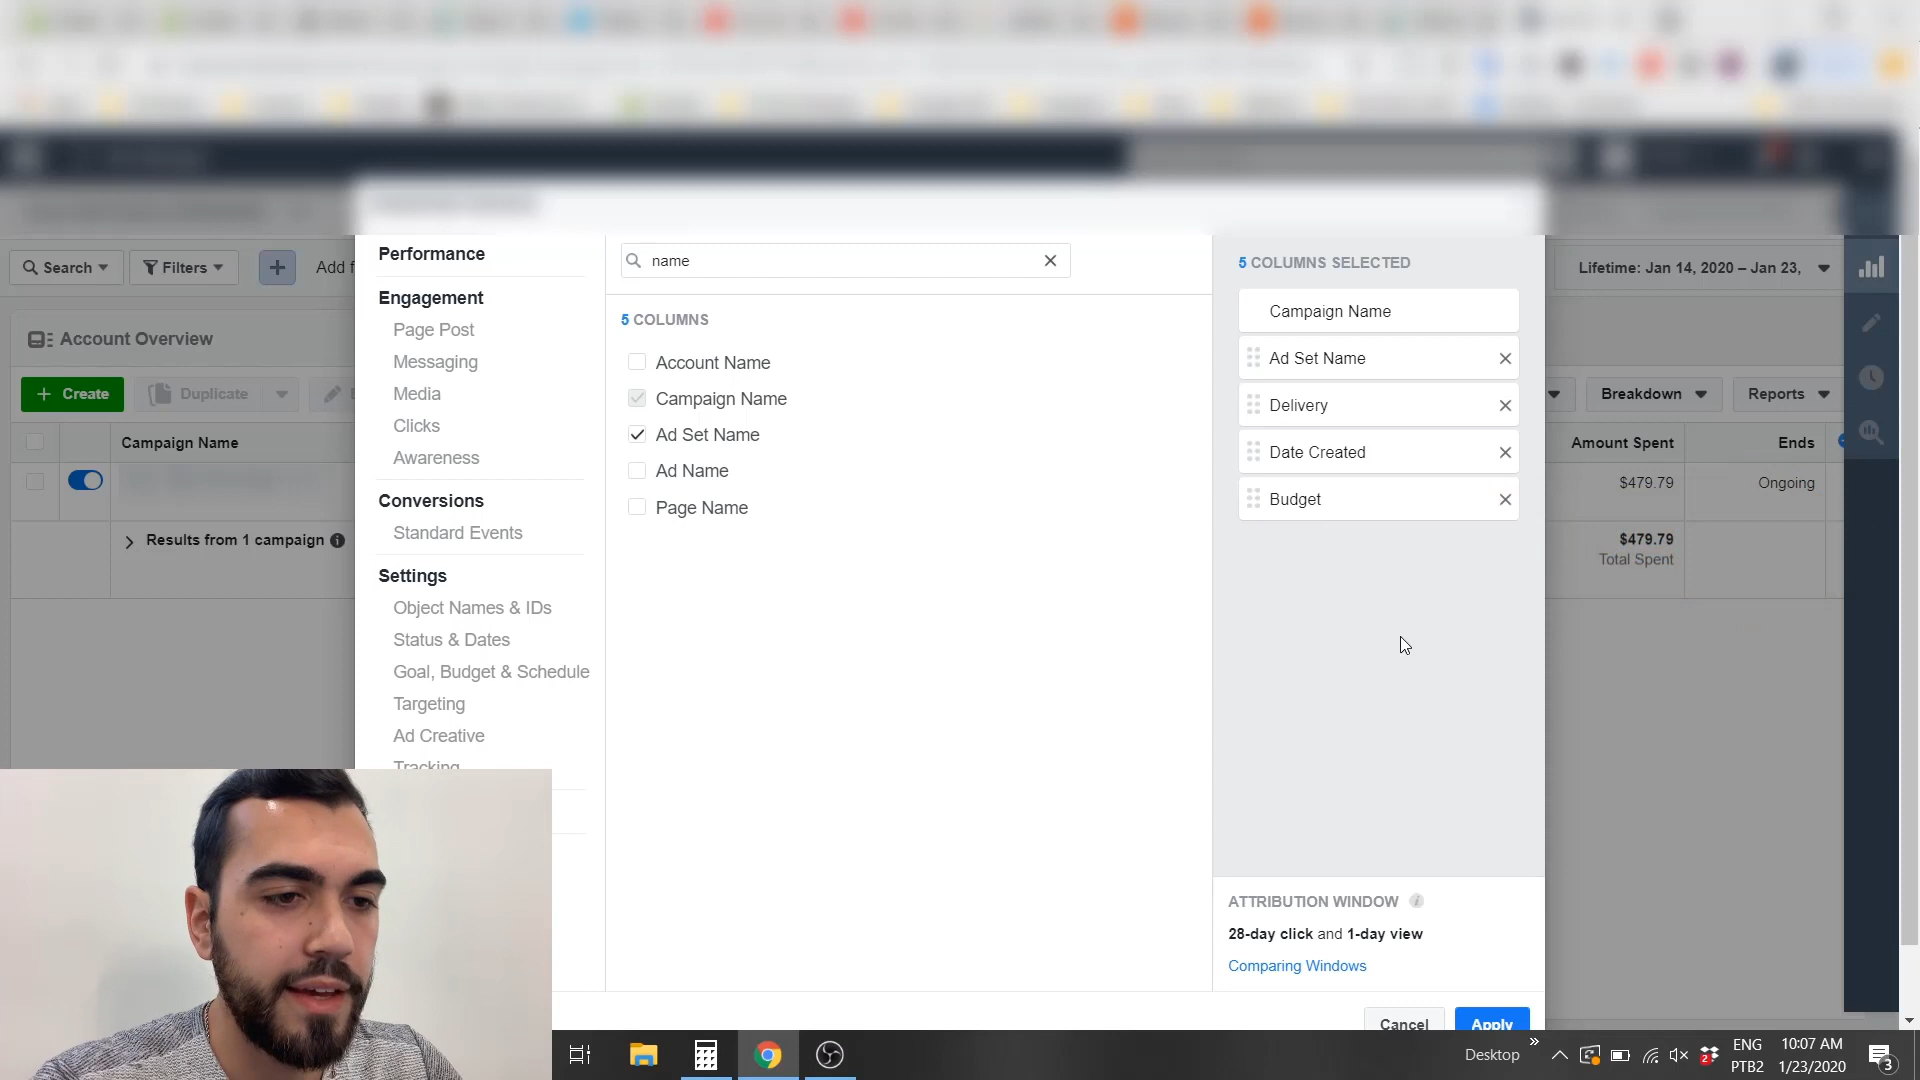 Search
Filters
Add f
Lifetime: Jan 14, 2020 – Jan 23,
Account Overview
Create
Duplicate
Breakdown
Reports
Campaign Name
Amount Spent
Ends
$479.79
Ongoing
Results from 1 campaign
$479.79
Total Spent
Performance
Engagement
Page Post
Messaging
Media
Clicks
Awareness
Conversions
Standard Events
Settings
Object Names & IDs
Status & Dates
Goal, Budget & Schedule
Targeting
Ad Creative
Tracking
name
5 COLUMNS
Account Name
Campaign Name
Ad Set Name
Ad Name
Page Name
5 COLUMNS SELECTED
Campaign Name
Ad Set Name
Delivery
Date Created
Budget
ATTRIBUTION WINDOW
28-day click and 1-day view
Comparing Windows
Cancel
Apply
Desktop
2
ENG
PTB2
10:07 AM
1/23/2020
3